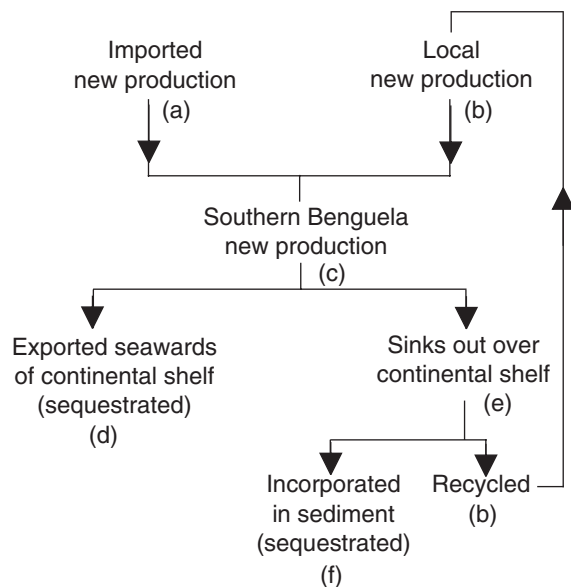 Imported
new production
(a)
Local
new production
(b)
Southern Benguela
new production
(c)
Exported seawards
of continental shelf
(sequestrated)
(d)
Sinks out over
continental shelf
(e)
Incorporated
in sediment
(sequestrated)
(f)
Recycled
(b)